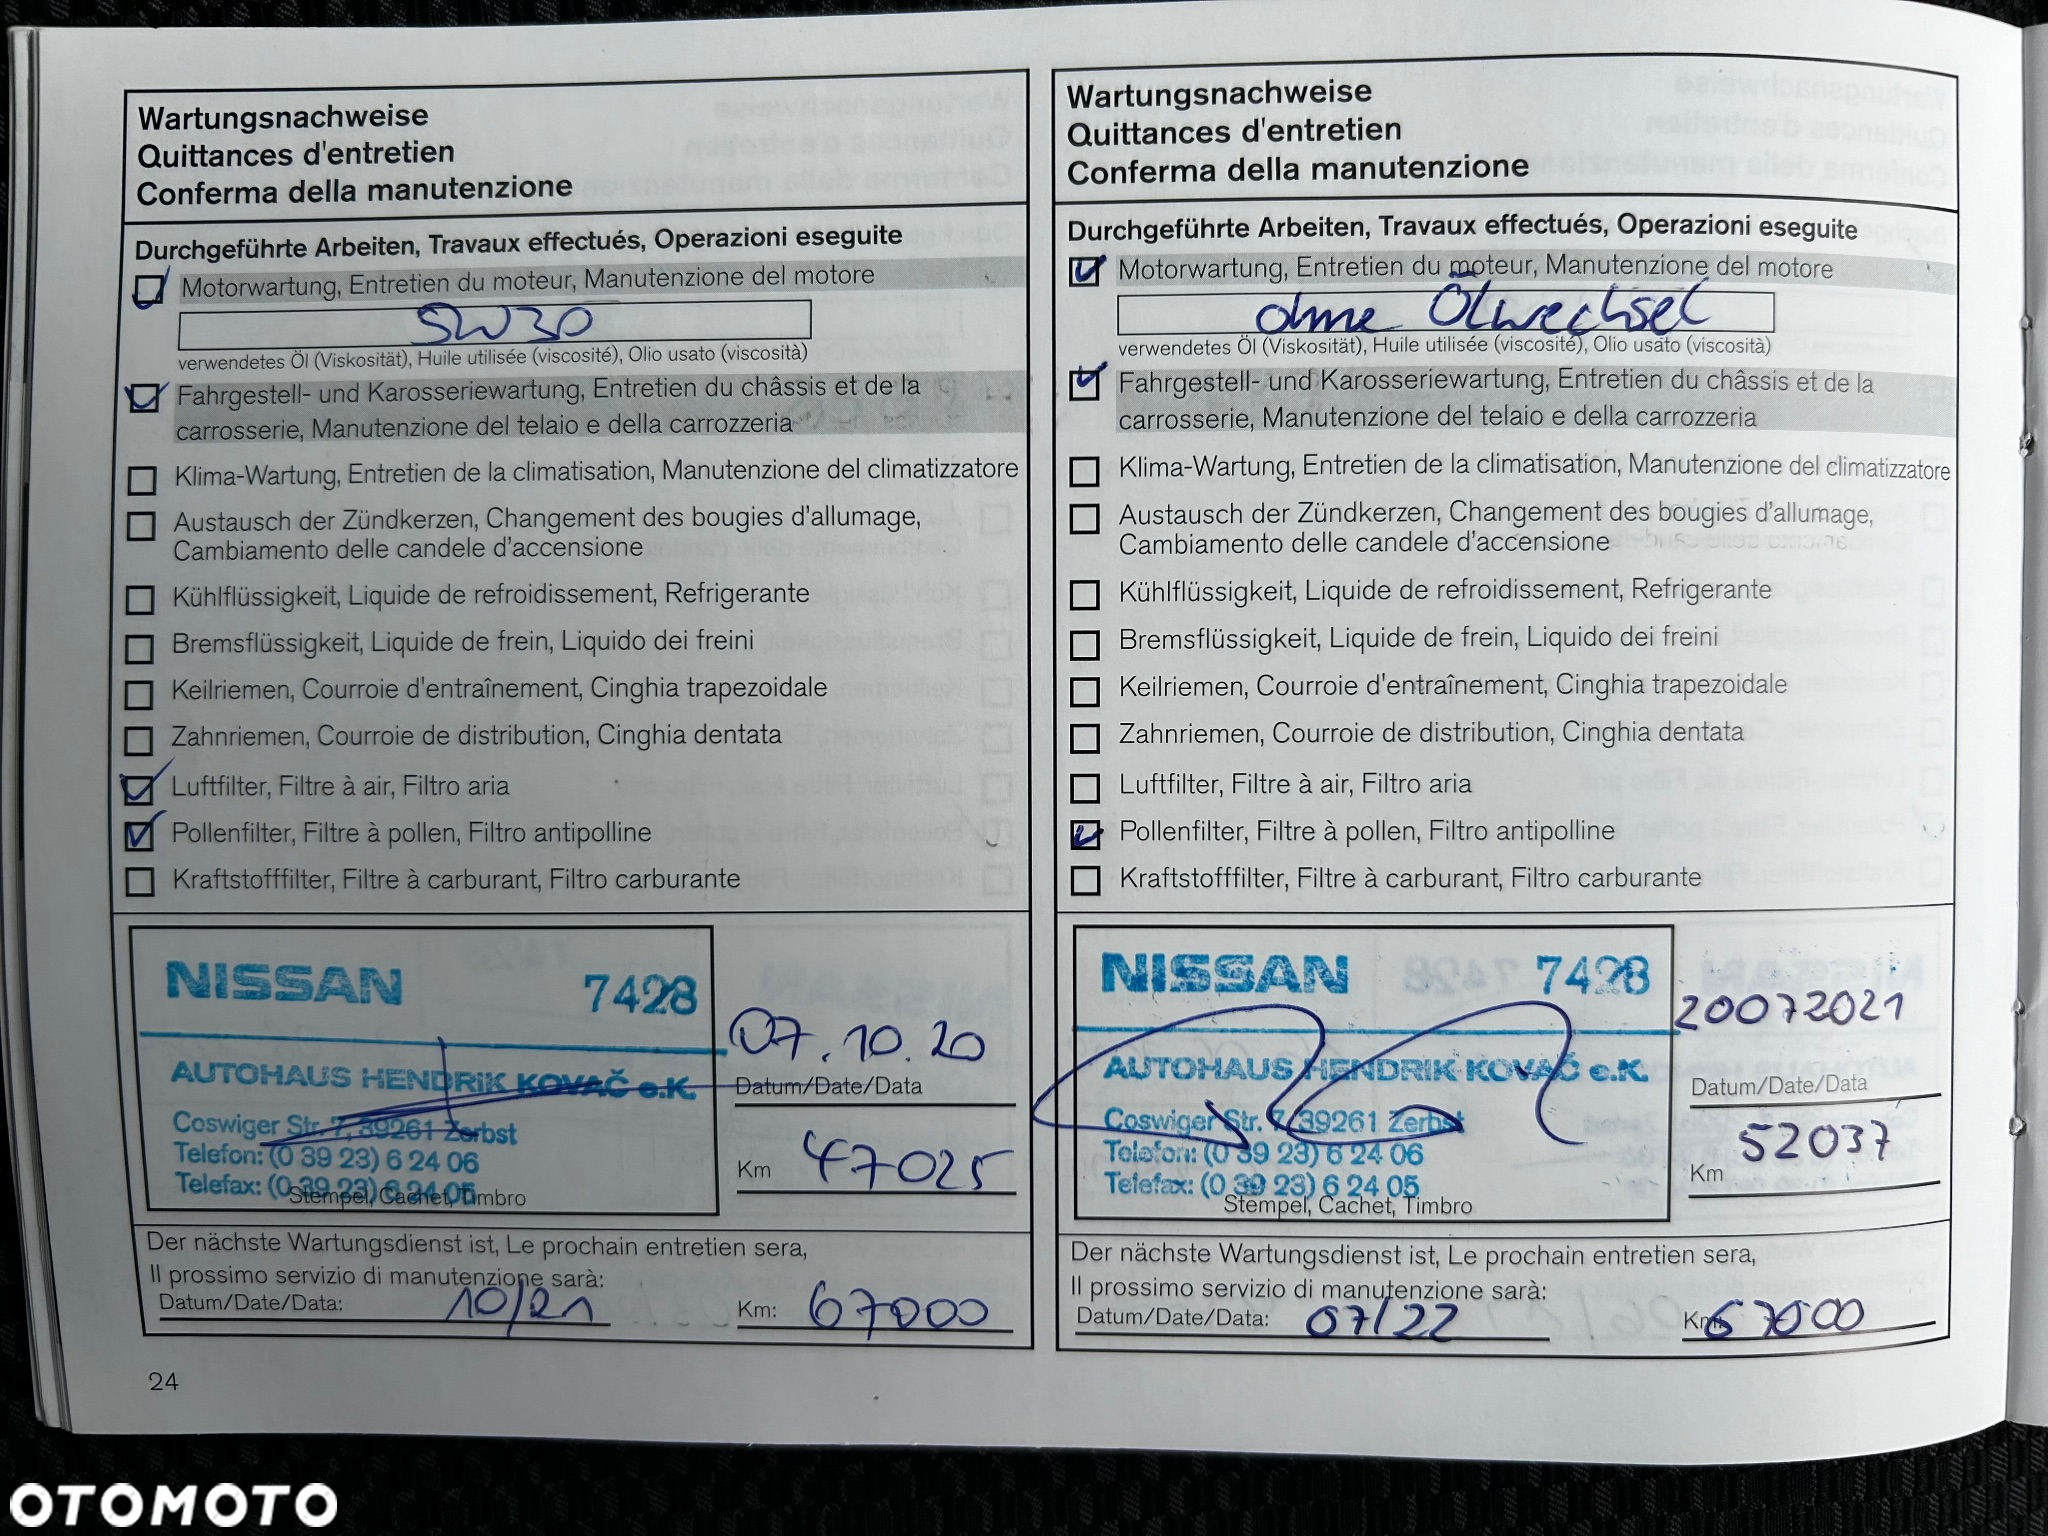 Wartungsnachweise
Quittances d'entretien
Conferma della manutenzione
Durchgeführte Arbeiten, Travaux effectués, Operazioni eseguite
Motorwartung, Entretien du moteur, Manutenzione del motore
5W30
verwendetes Öl (Viskosität), Huile utilisée (viscosité), Olio usato (viscosità)
Fahrgestell- und Karosseriewartung, Entretien du châssis et de la
carrosserie, Manutenzione del telaio e della carrozzeria
Klima-Wartung, Entretien de la climatisation, Manutenzione del climatizzatore
Austausch der Zündkerzen, Changement des bougies d'allumage,
Cambiamento delle candele d'accensione
Kühlflüssigkeit, Liquide de refroidissement, Refrigerante
Bremsflüssigkeit, Liquide de frein, Liquido dei freini
Keilriemen, Courroie d'entraînement, Cinghia trapezoidale
Zahnriemen, Courroie de distribution, Cinghia dentata
Luftfilter, Filtre à air, Filtro aria
Pollenfilter, Filtre à pollen, Filtro antipolline
Kraftstofffilter, Filtre à carburant, Filtro carburante
NISSAN 7428
AUTOHAUS HENDRIK KOVAČ e.K.
Coswiger Str. 7, 39261 Zerbst
Telefon: (0 39 23) 6 24 06
Telefax: (0 39 23) 6 24 05
Stempel, Cachet, Timbro
07.10.20
Datum/Date/Data
Km 47025
Der nächste Wartungsdienst ist, Le prochain entretien sera,
Il prossimo servizio di manutenzione sarà:
Datum/Date/Data: 10/21 Km: 67000
24
Wartungsnachweise
Quittances d'entretien
Conferma della manutenzione
Durchgeführte Arbeiten, Travaux effectués, Operazioni eseguite
Motorwartung, Entretien du moteur, Manutenzione del motore
ohne Ölwechsel
verwendetes Öl (Viskosität), Huile utilisée (viscosité), Olio usato (viscosità)
Fahrgestell- und Karosseriewartung, Entretien du châssis et de la
carrosserie, Manutenzione del telaio e della carrozzeria
Klima-Wartung, Entretien de la climatisation, Manutenzione del climatizzatore
Austausch der Zündkerzen, Changement des bougies d'allumage,
Cambiamento delle candele d'accensione
Kühlflüssigkeit, Liquide de refroidissement, Refrigerante
Bremsflüssigkeit, Liquide de frein, Liquido dei freini
Keilriemen, Courroie d'entraînement, Cinghia trapezoidale
Zahnriemen, Courroie de distribution, Cinghia dentata
Luftfilter, Filtre à air, Filtro aria
Pollenfilter, Filtre à pollen, Filtro antipolline
Kraftstofffilter, Filtre à carburant, Filtro carburante
NISSAN 7428
AUTOHAUS HENDRIK KOVAČ e.K.
Coswiger Str. 7, 39261 Zerbst
Telefon: (0 39 23) 6 24 06
Telefax: (0 39 23) 6 24 05
Stempel, Cachet, Timbro
20072021
Datum/Date/Data
Km 52037
Der nächste Wartungsdienst ist, Le prochain entretien sera,
Il prossimo servizio di manutenzione sarà:
Datum/Date/Data: 07/22 Km: 67000
OTOMOTO